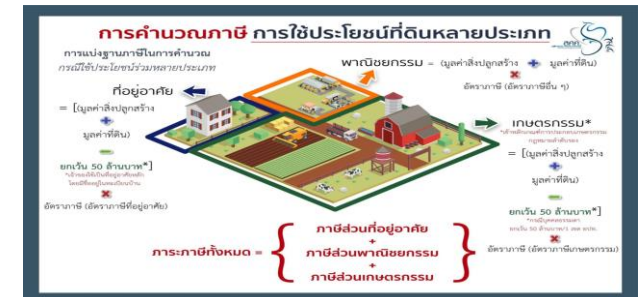 การคำนวณภาษี การใช้ประโยชน์ที่ดินหลายประเภท
สถก.
การแบ่งฐานภาษีในการคำนวณ
กรณีใช้ประโยชน์ร่วมหลายประเภท
พาณิชยกรรม = (มูลค่าสิ่งปลูกสร้าง + มูลค่าที่ดิน)
×
อัตราภาษี (อัตราภาษีอื่น ๆ)
ที่อยู่อาศัย
= [(มูลค่าสิ่งปลูกสร้าง
+
มูลค่าที่ดิน)
-
ยกเว้น 50 ล้านบาท*]
×
อัตราภาษี (อัตราภาษีที่อยู่อาศัย)
เกษตรกรรม*
= [(มูลค่าสิ่งปลูกสร้าง
+
มูลค่าที่ดิน)
-
ยกเว้น 50 ล้านบาท*]
×
อัตราภาษี (อัตราภาษีเกษตรกรรม)
ภาระภาษีทั้งหมด =
ภาษีส่วนที่อยู่อาศัย
+
ภาษีส่วนพาณิชยกรรม
+
ภาษีส่วนเกษตรกรรม